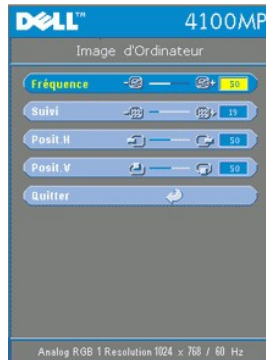 DELL™ 4100MP
Image d'Ordinateur
Fréquence 50
Suivi 19
Posit.H 50
Posit.V 50
Quitter
Analog RGB 1 Resolution 1024 x 768 / 60 Hz